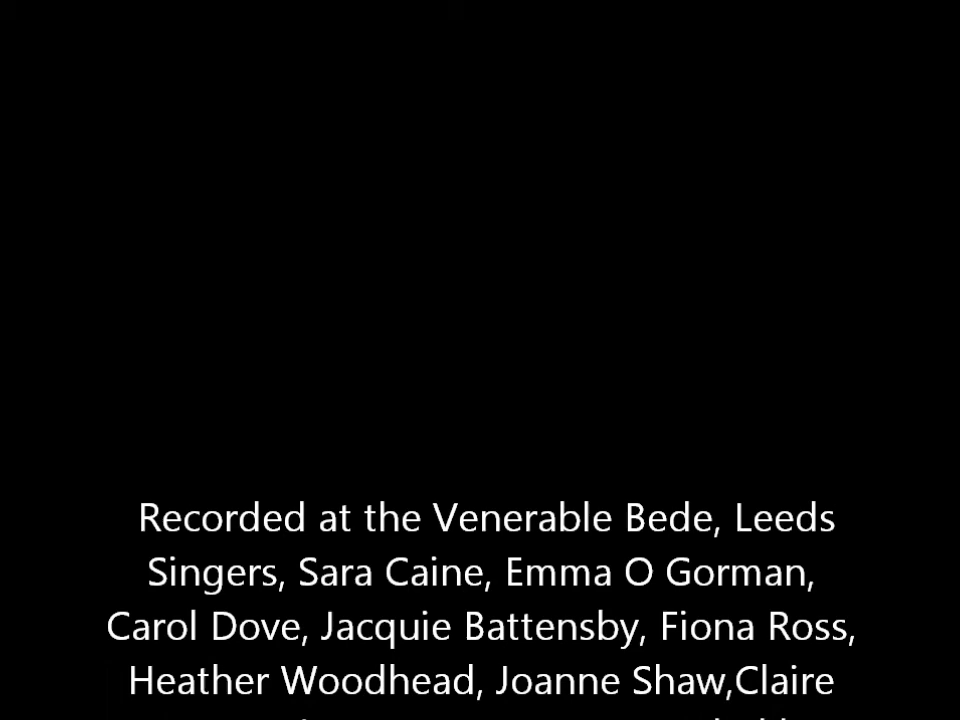 Recorded at the Venerable Bede, Leeds
Singers, Sara Caine, Emma O Gorman,
Carol Dove, Jacquie Battensby, Fiona Ross,
Heather Woodhead, Joanne Shaw,Claire